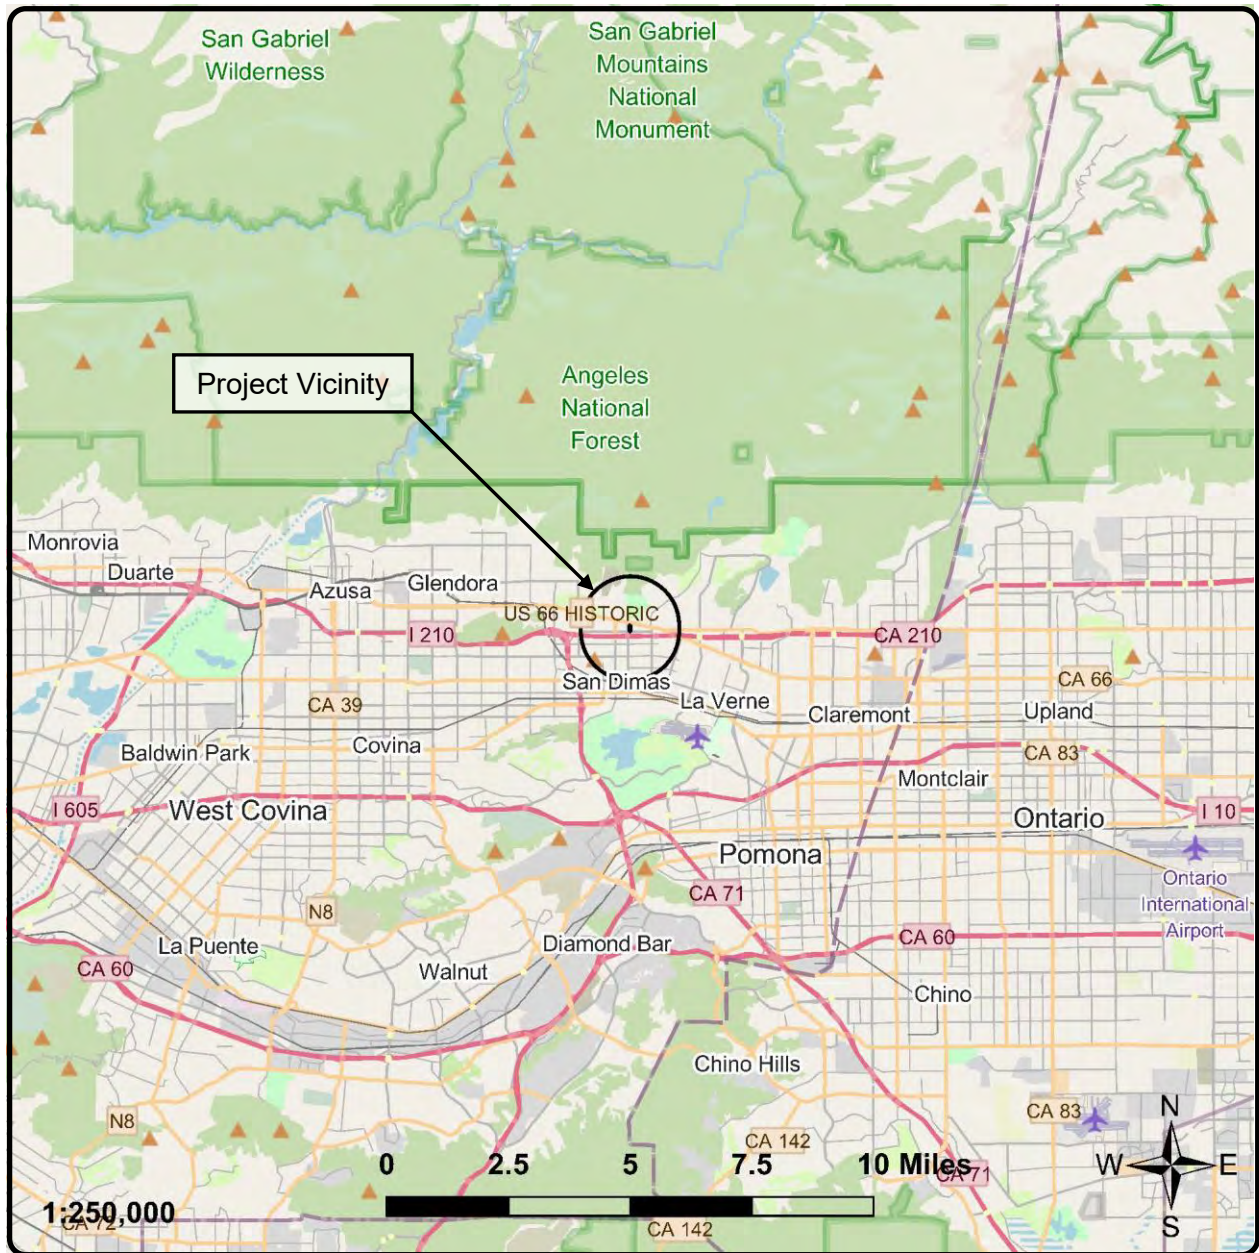 San Gabriel
Wilderness
San Gabriel
Mountains
National
Monument
Project Vicinity
Angeles
National
Forest
Monrovia
Duarte
Azusa
Glendora
US 66 HISTORIC
I 210
CA 210
San Dimas
CA 66
CA 39
La Verne
Claremont
Upland
Baldwin Park
Covina
CA 83
Montclair
I 605
West Covina
Ontario
I 10
Pomona
CA 71
Ontario
International
Airport
N8
La Puente
Diamond Bar
CA 60
CA 60
Walnut
Chino
Chino Hills
N8
CA 83
N
CA 142
0 2.5 5 7.5 10 Miles
W E
CA 71
1:250,000
CA 72
CA 142
S